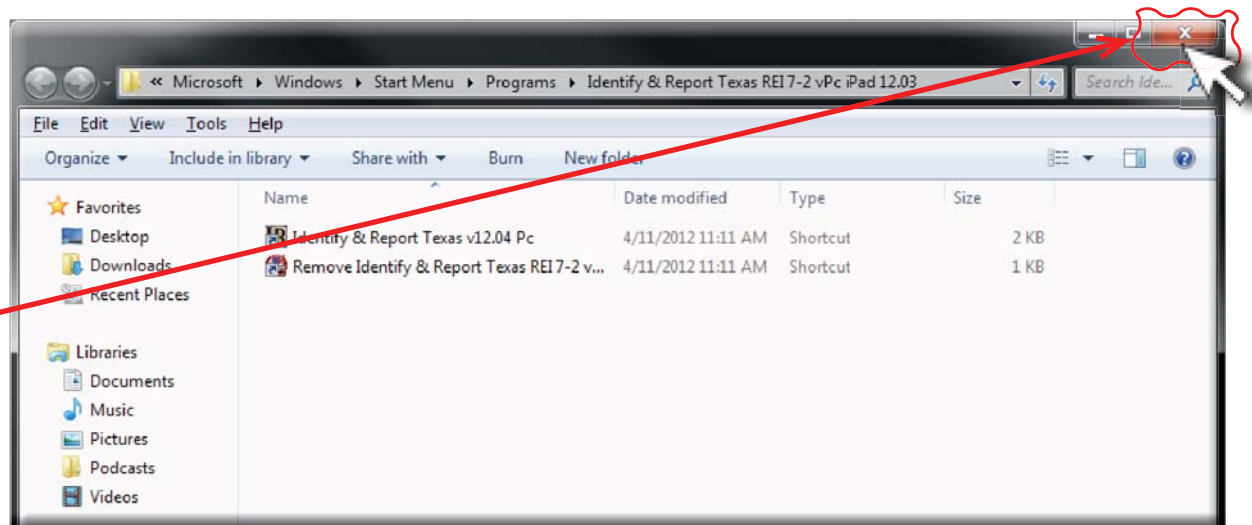 « Microsoft ▸ Windows ▸ Start Menu ▸ Programs ▸ Identify & Report Texas REI 7-2 vPc iPad 12.03 Search Ide...
File Edit View Tools Help
Organize Include in library Share with Burn New folder
Name Date modified Type Size
Favorites
Desktop
Downloads
Recent Places
Libraries
Documents
Music
Pictures
Podcasts
Videos
Identify & Report Texas v12.04 Pc 4/11/2012 11:11 AM Shortcut 2 KB
Remove Identify & Report Texas REI 7-2 v... 4/11/2012 11:11 AM Shortcut 1 KB